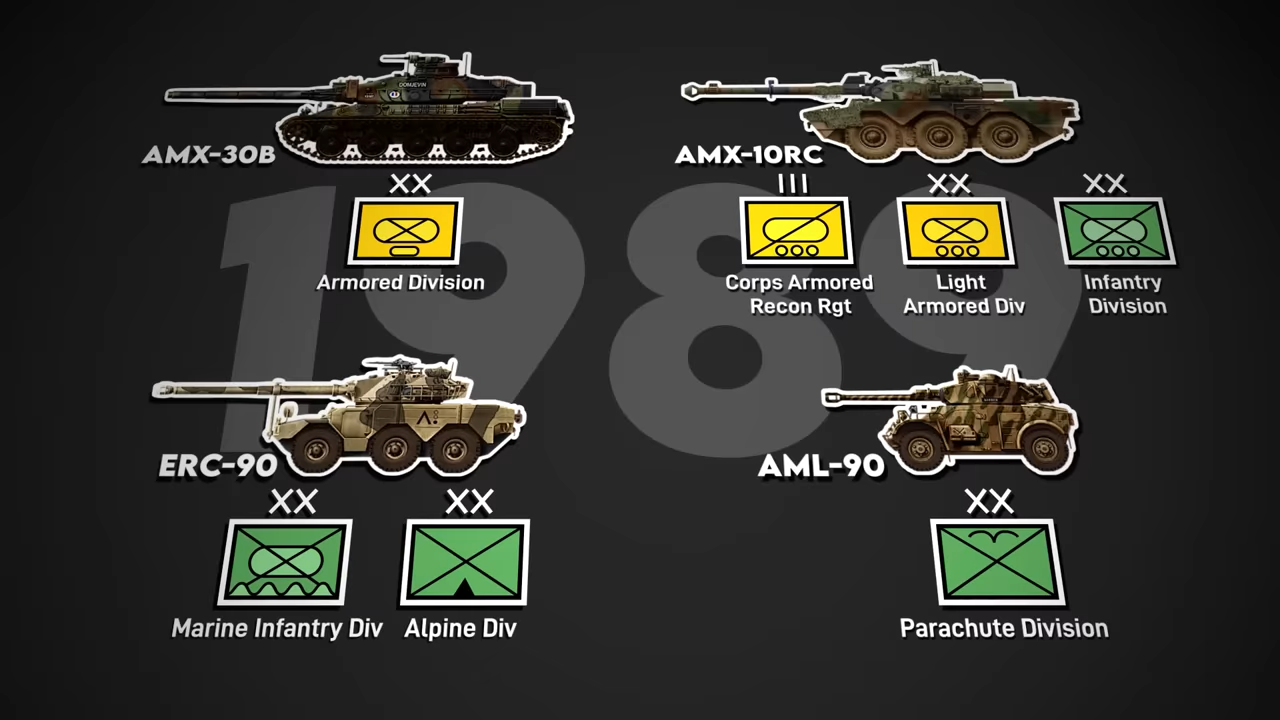 1989
AMX-30B
AMX-10RC
XX
III
XX
XX
Armored Division
Corps Armored
Recon Rgt
Light
Armored Div
Infantry
Division
ERC-90
AML-90
XX
XX
XX
Marine Infantry Div
Alpine Div
Parachute Division